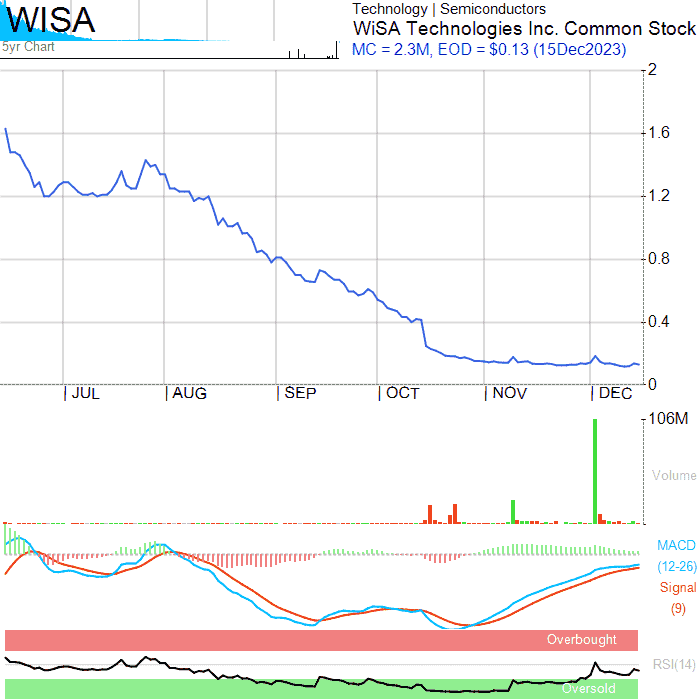 WISA
5yr Chart
Technology | Semiconductors
WiSA Technologies Inc. Common Stock
MC = 2.3M, EOD = $0.13 (15Dec2023)
2
1.6
1.2
0.8
0.4
0
JUL AUG SEP OCT NOV DEC
106M
Volume
MACD
(12-26)
Signal
(9)
Overbought
RSI(14)
Oversold